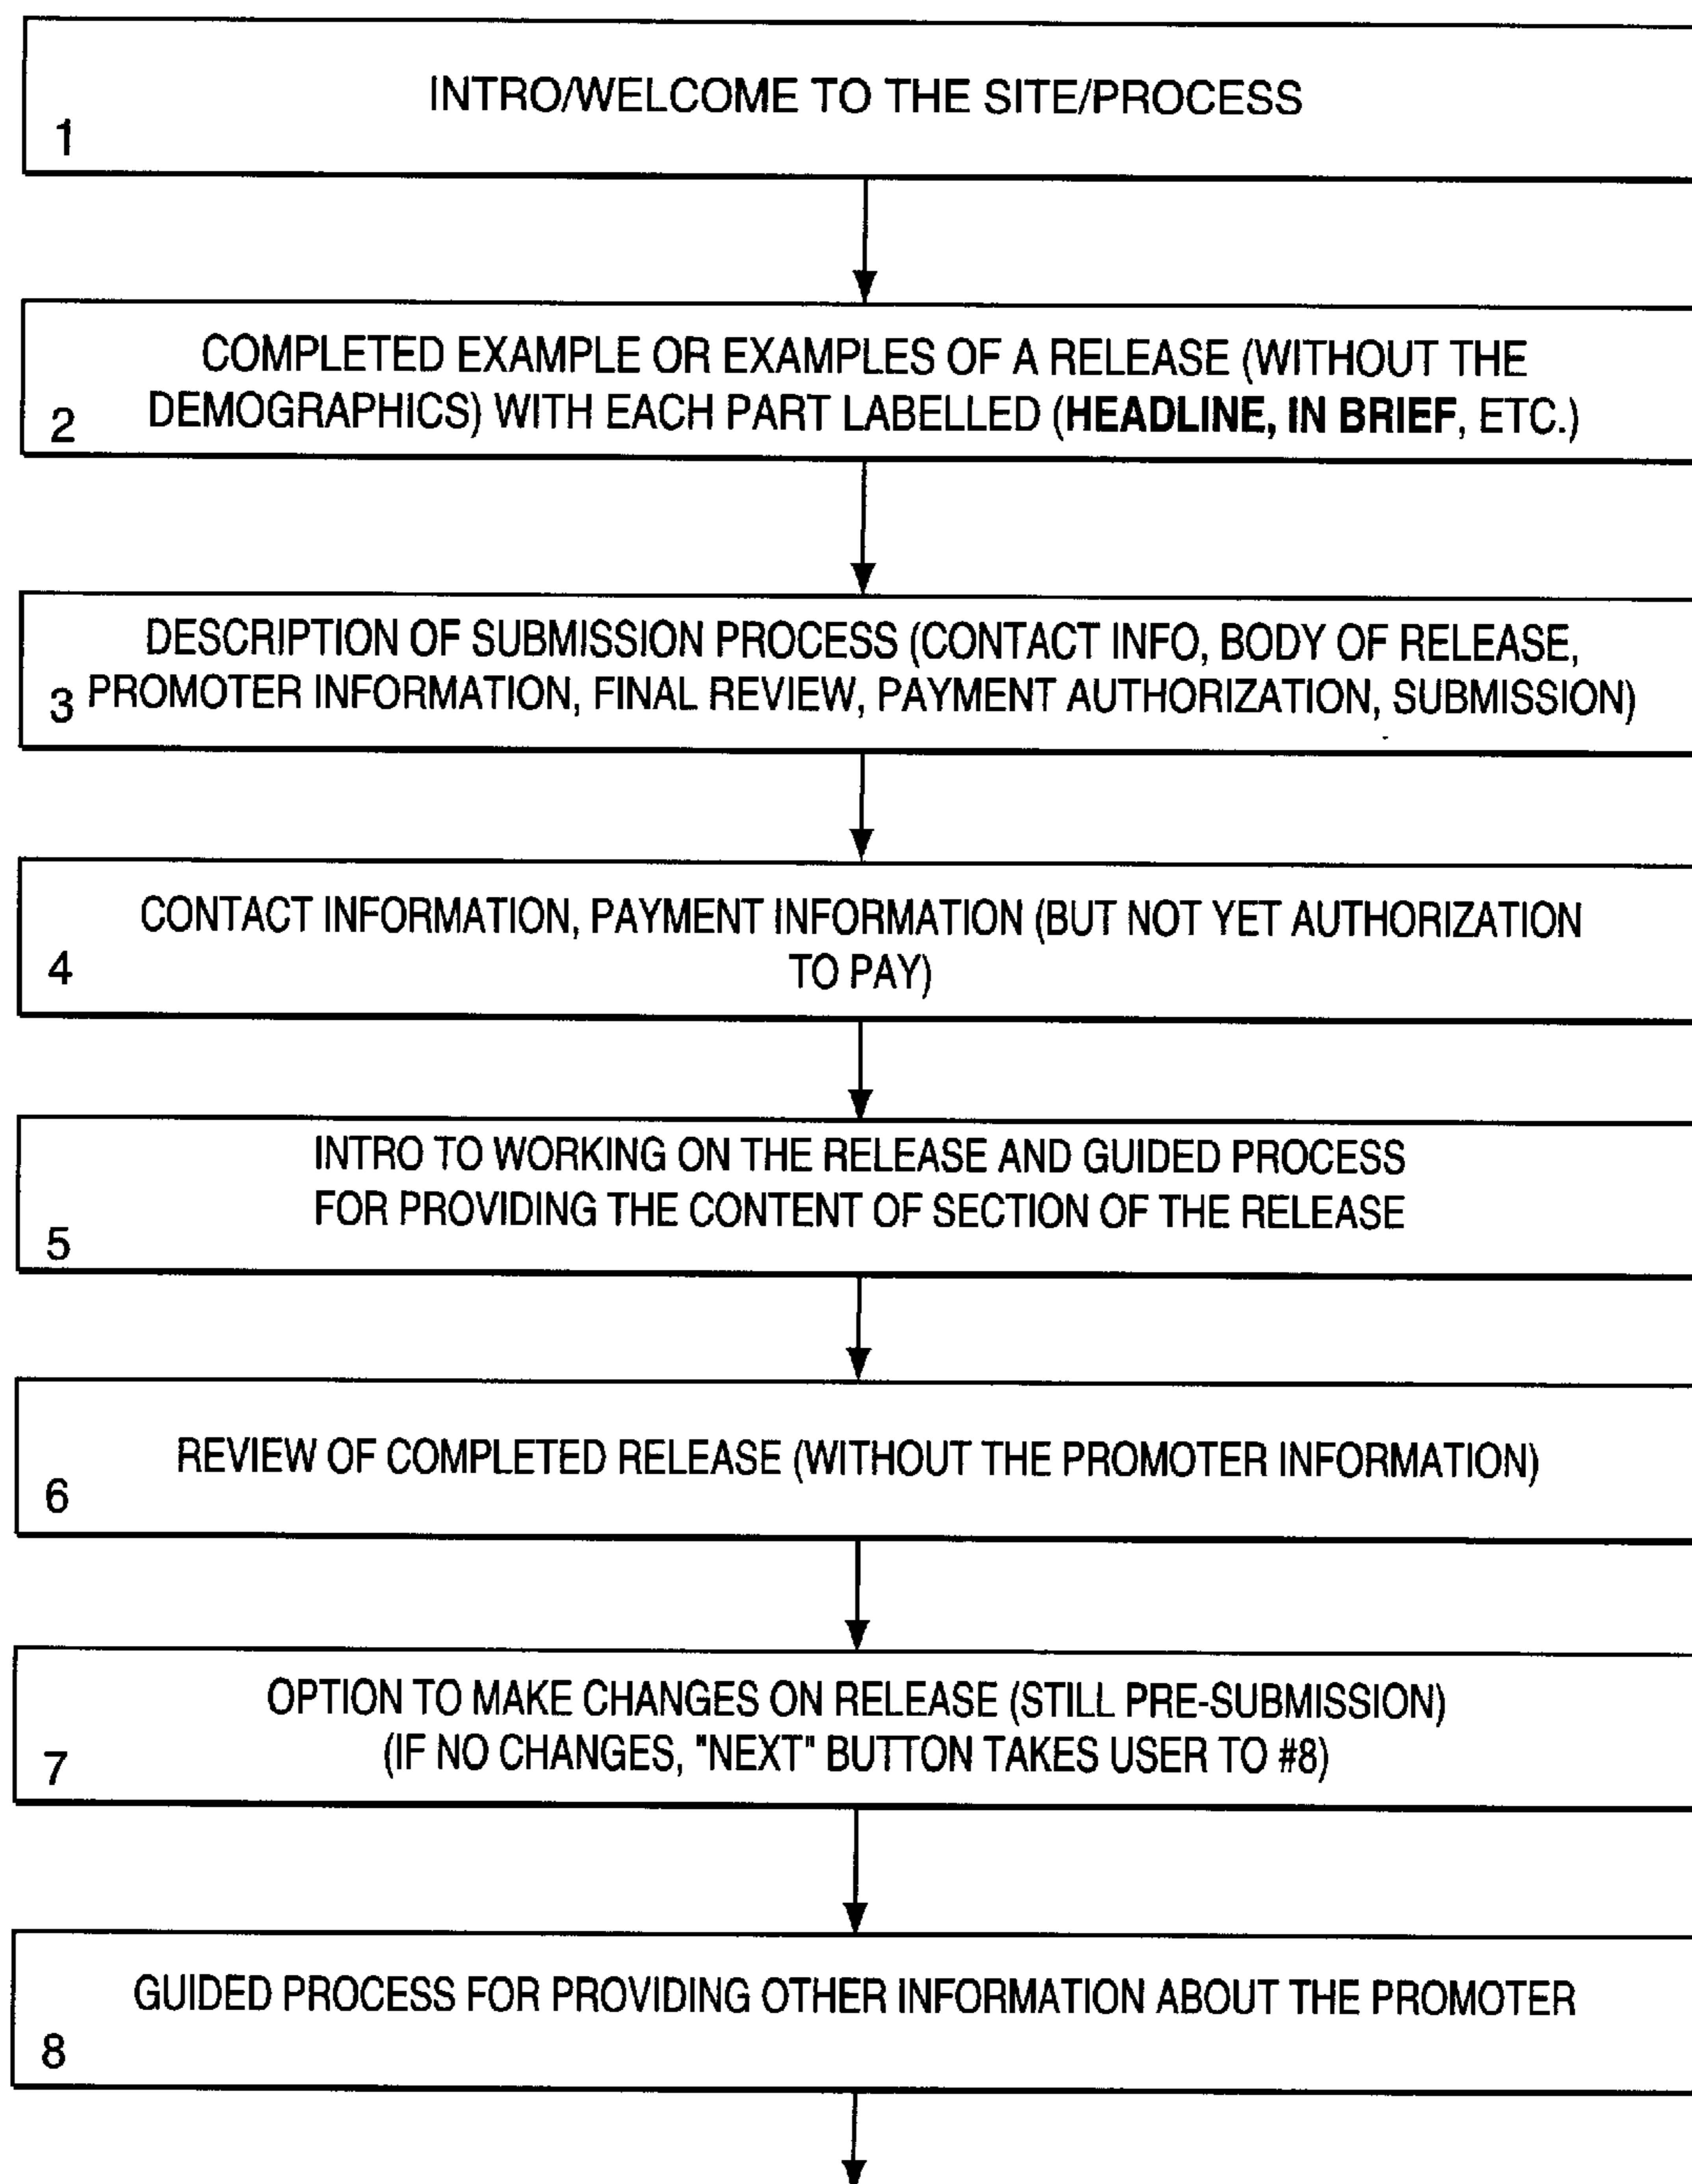 INTRO/WELCOME TO THE SITE/PROCESS
1
COMPLETED EXAMPLE OR EXAMPLES OF A RELEASE (WITHOUT THE
DEMOGRAPHICS) WITH EACH PART LABELLED (HEADLINE, IN BRIEF, ETC.)
2
DESCRIPTION OF SUBMISSION PROCESS (CONTACT INFO, BODY OF RELEASE,
3 PROMOTER INFORMATION, FINAL REVIEW, PAYMENT AUTHORIZATION, SUBMISSION)
CONTACT INFORMATION, PAYMENT INFORMATION (BUT NOT YET AUTHORIZATION
4 TO PAY)
INTRO TO WORKING ON THE RELEASE AND GUIDED PROCESS
FOR PROVIDING THE CONTENT OF SECTION OF THE RELEASE
5
REVIEW OF COMPLETED RELEASE (WITHOUT THE PROMOTER INFORMATION)
6
OPTION TO MAKE CHANGES ON RELEASE (STILL PRE-SUBMISSION)
(IF NO CHANGES, "NEXT" BUTTON TAKES USER TO #8)
7
GUIDED PROCESS FOR PROVIDING OTHER INFORMATION ABOUT THE PROMOTER
8